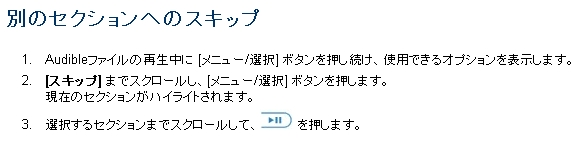 別のセクションへのスキップ
1. Audibleファイルの再生中に [メニュー/選択] ボタンを押し続け、使用できるオプションを表示します。
2. [スキップ] までスクロールし、[メニュー/選択] ボタンを押します。
現在のセクションがハイライトされます。
3. 選択するセクションまでスクロールして、 を押します。